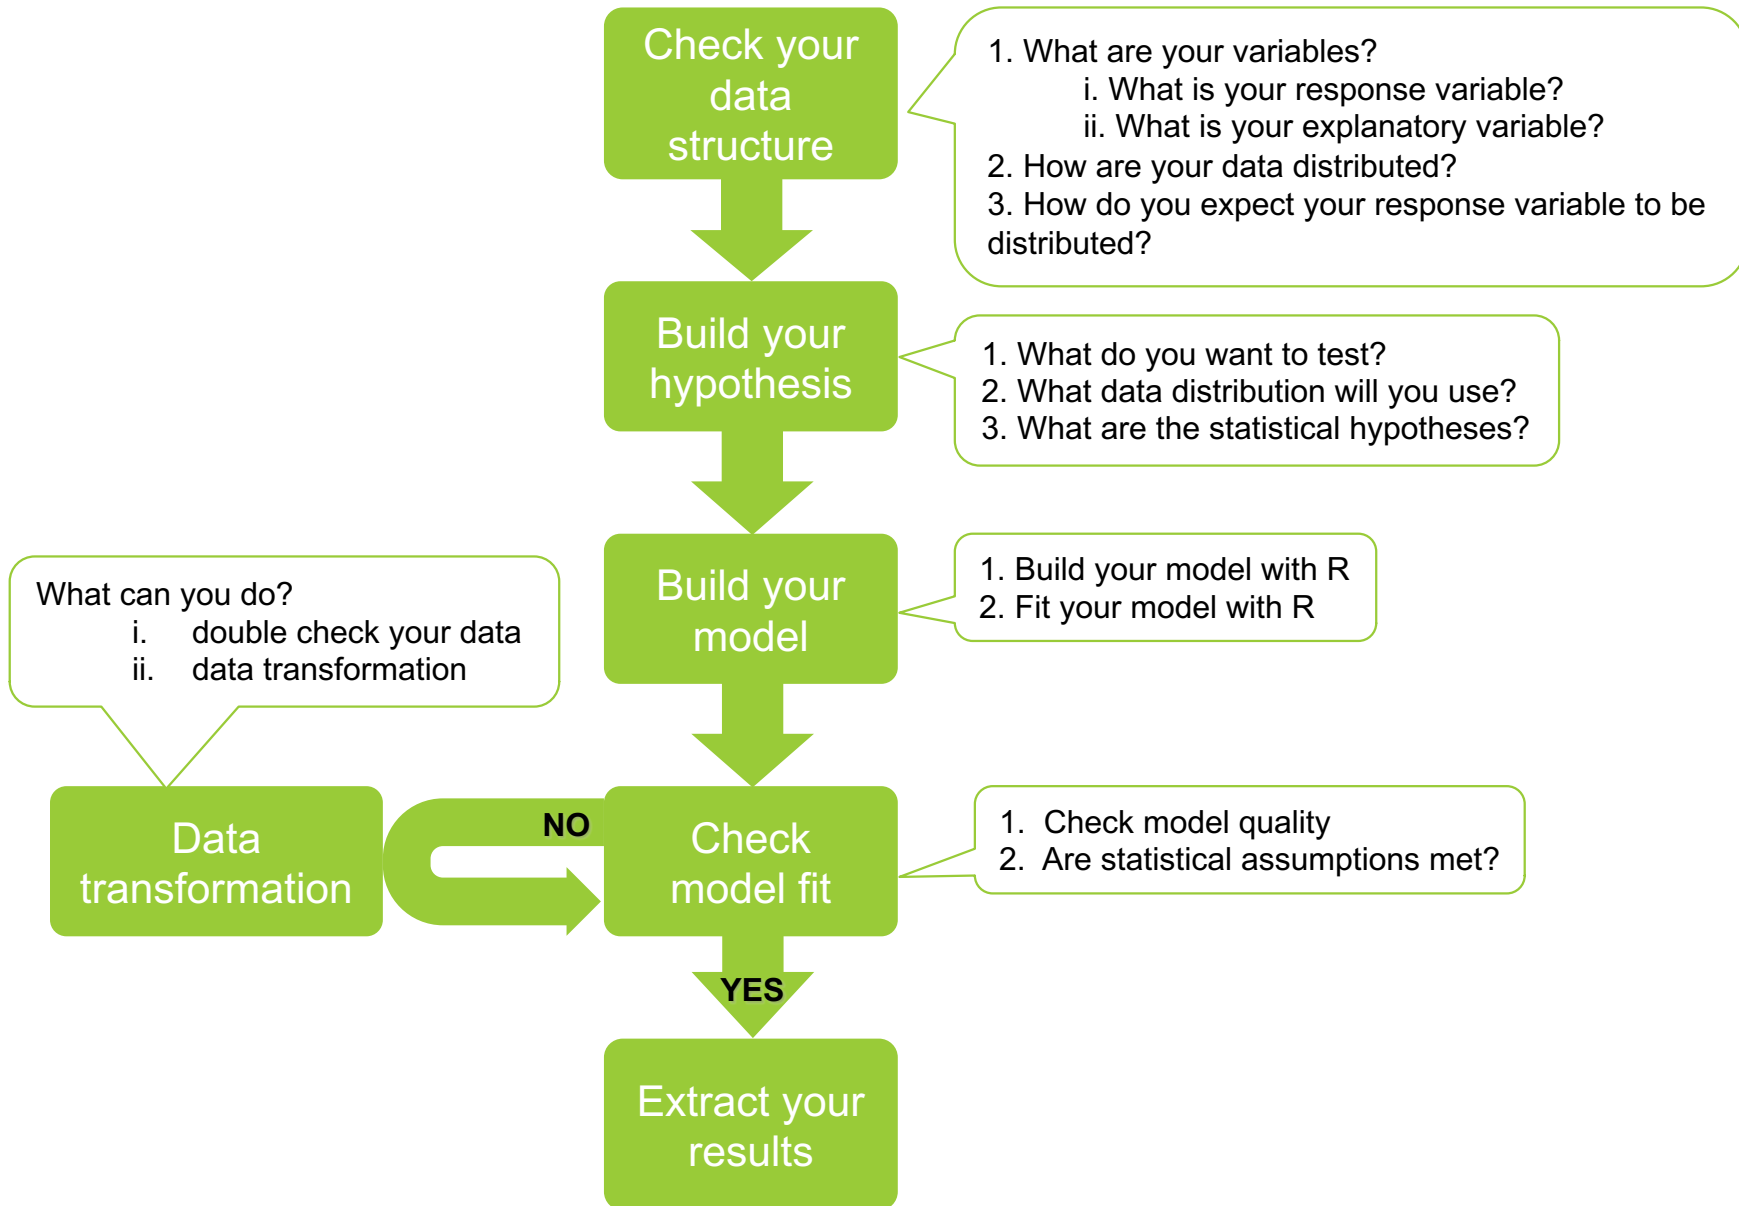 Check your
data
structure
1. What are your variables?
i. What is your response variable?
ii. What is your explanatory variable?
2. How are your data distributed?
3. How do you expect your response variable to be
distributed?
Build your
hypothesis
1. What do you want to test?
2. What data distribution will you use?
3. What are the statistical hypotheses?
Build your
model
1. Build your model with R
2. Fit your model with R
What can you do?
i. double check your data
ii. data transformation
Data
transformation
NO
Check
model fit
1. Check model quality
2. Are statistical assumptions met?
YES
Extract your
results